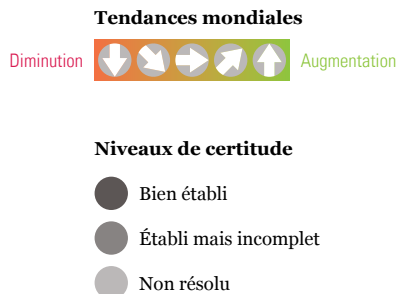 Tendances mondiales
Diminution Augmentation
Niveaux de certitude
Bien établi
Établi mais incomplet
Non résolu